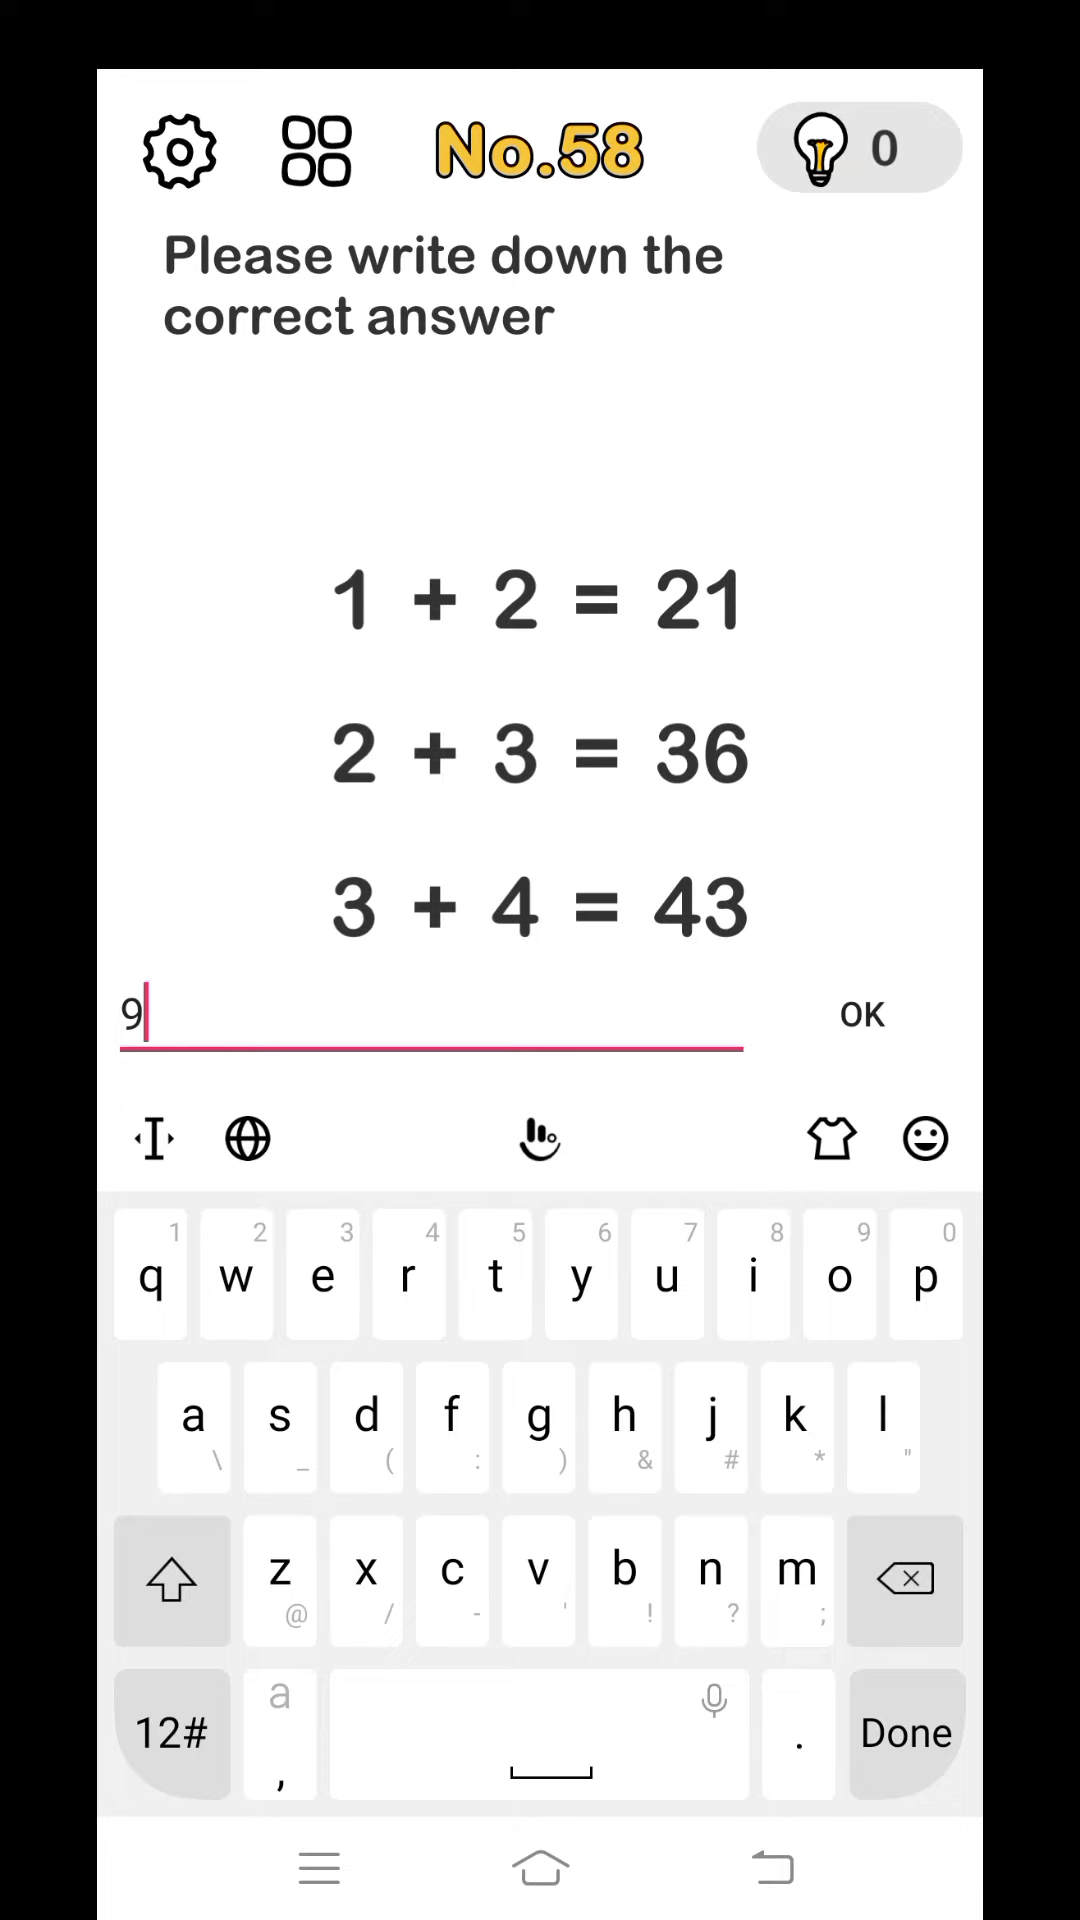 No.58
0
Please write down the
correct answer
1 + 2 = 21
2 + 3 = 36
3 + 4 = 43
9
OK
1 2 3 4 5 6 7 8 9 0
q w e r t y u i o p
a s d f g h j k l
\ _ ( : ) & # * "
z x c v b n m
@ / - ' ! ? ;
12# a , . Done